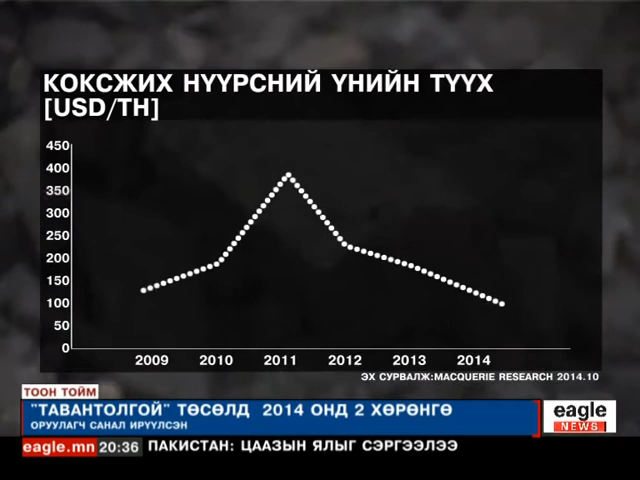 КОКСЖИХ НҮҮРСНИЙ ҮНИЙН ТҮҮХ
[USD/TH]
450
400
350
300
250
200
150
100
50
0
2009 2010 2011 2012 2013 2014
ЭХ СУРВАЛЖ:MACQUERIE RESEARCH 2014.10
ТООН ТОЙМ
"ТАВАНТОЛГОЙ" ТӨСӨЛД 2014 ОНД 2 ХӨРӨНГӨ
ОРУУЛАГЧ САНАЛ ИРҮҮЛСЭН
eagle
NEWS
eagle.mn 20:36 ПАКИСТАН: ЦААЗЫН ЯЛЫГ СЭРГЭЭЛЭЭ